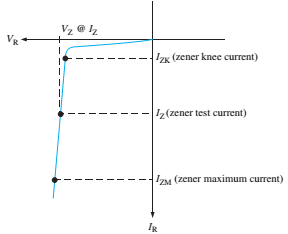 V_Z @ I_Z
V_R
I_ZK (zener knee current)
I_Z (zener test current)
I_ZM (zener maximum current)
I_R